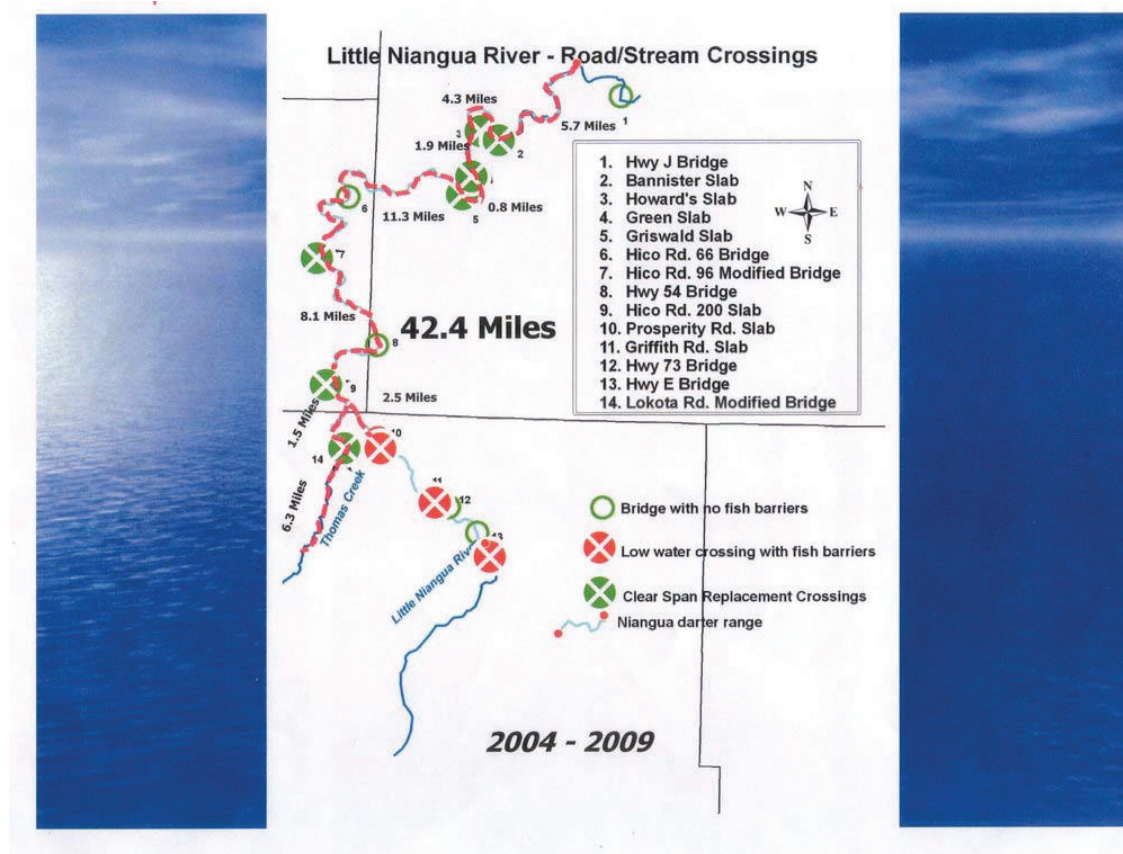 Little Niangua River - Road/Stream Crossings
4.3 Miles
5.7 Miles
1
3
1.9 Miles
2
1. Hwy J Bridge
2. Bannister Slab
3. Howard's Slab
4. Green Slab
5. Griswald Slab
6. Hico Rd. 66 Bridge
7. Hico Rd. 96 Modified Bridge
8. Hwy 54 Bridge
9. Hico Rd. 200 Slab
10. Prosperity Rd. Slab
11. Griffith Rd. Slab
12. Hwy 73 Bridge
13. Hwy E Bridge
14. Lokota Rd. Modified Bridge
N
W
E
S
6
11.3 Miles
0.8 Miles
5
7
8.1 Miles
42.4 Miles
8
9
2.5 Miles
1.5 Miles
10
14
6.3 Miles
Thomas Creek
11
12
13
Little Niangua River
Bridge with no fish barriers
Low water crossing with fish barriers
Clear Span Replacement Crossings
Niangua darter range
2004 - 2009